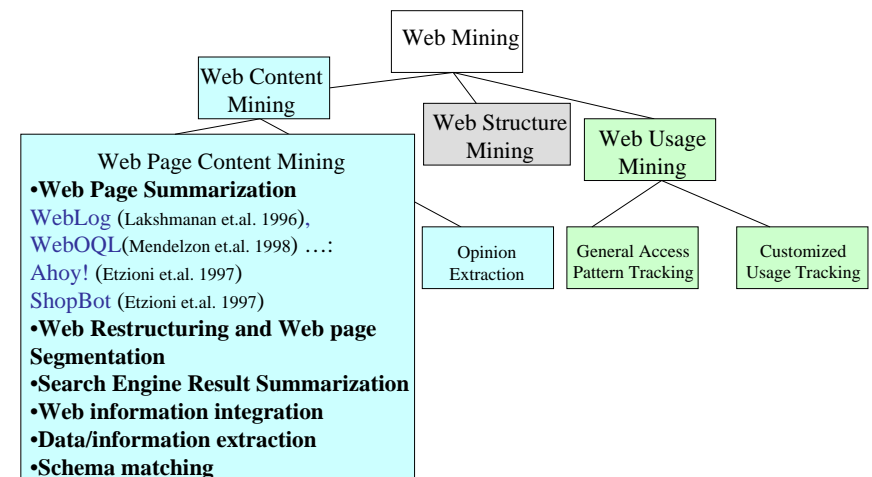 Web Mining
Web Content
Mining
Web Structure
Mining
Web Usage
Mining
Web Page Content Mining
•Web Page Summarization
WebLog (Lakshmanan et.al. 1996),
WebOQL(Mendelzon et.al. 1998) …:
Ahoy! (Etzioni et.al. 1997)
ShopBot (Etzioni et.al. 1997)
•Web Restructuring and Web page
Segmentation
•Search Engine Result Summarization
•Web information integration
•Data/information extraction
•Schema matching
Opinion
Extraction
General Access
Pattern Tracking
Customized
Usage Tracking